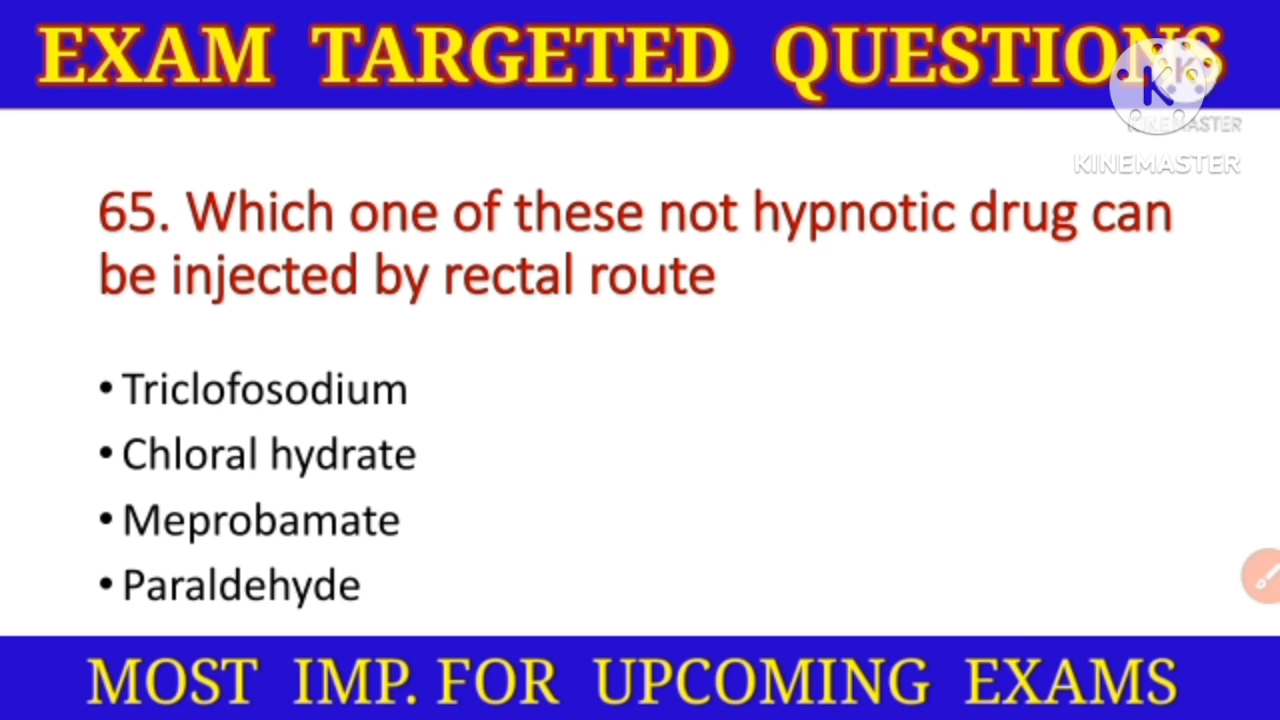 EXAM TARGETED QUESTIONS
KINEMASTER
KINEMASTER
65. Which one of these not hypnotic drug can
be injected by rectal route
• Triclofosodium
• Chloral hydrate
• Meprobamate
• Paraldehyde
MOST IMP. FOR UPCOMING EXAMS